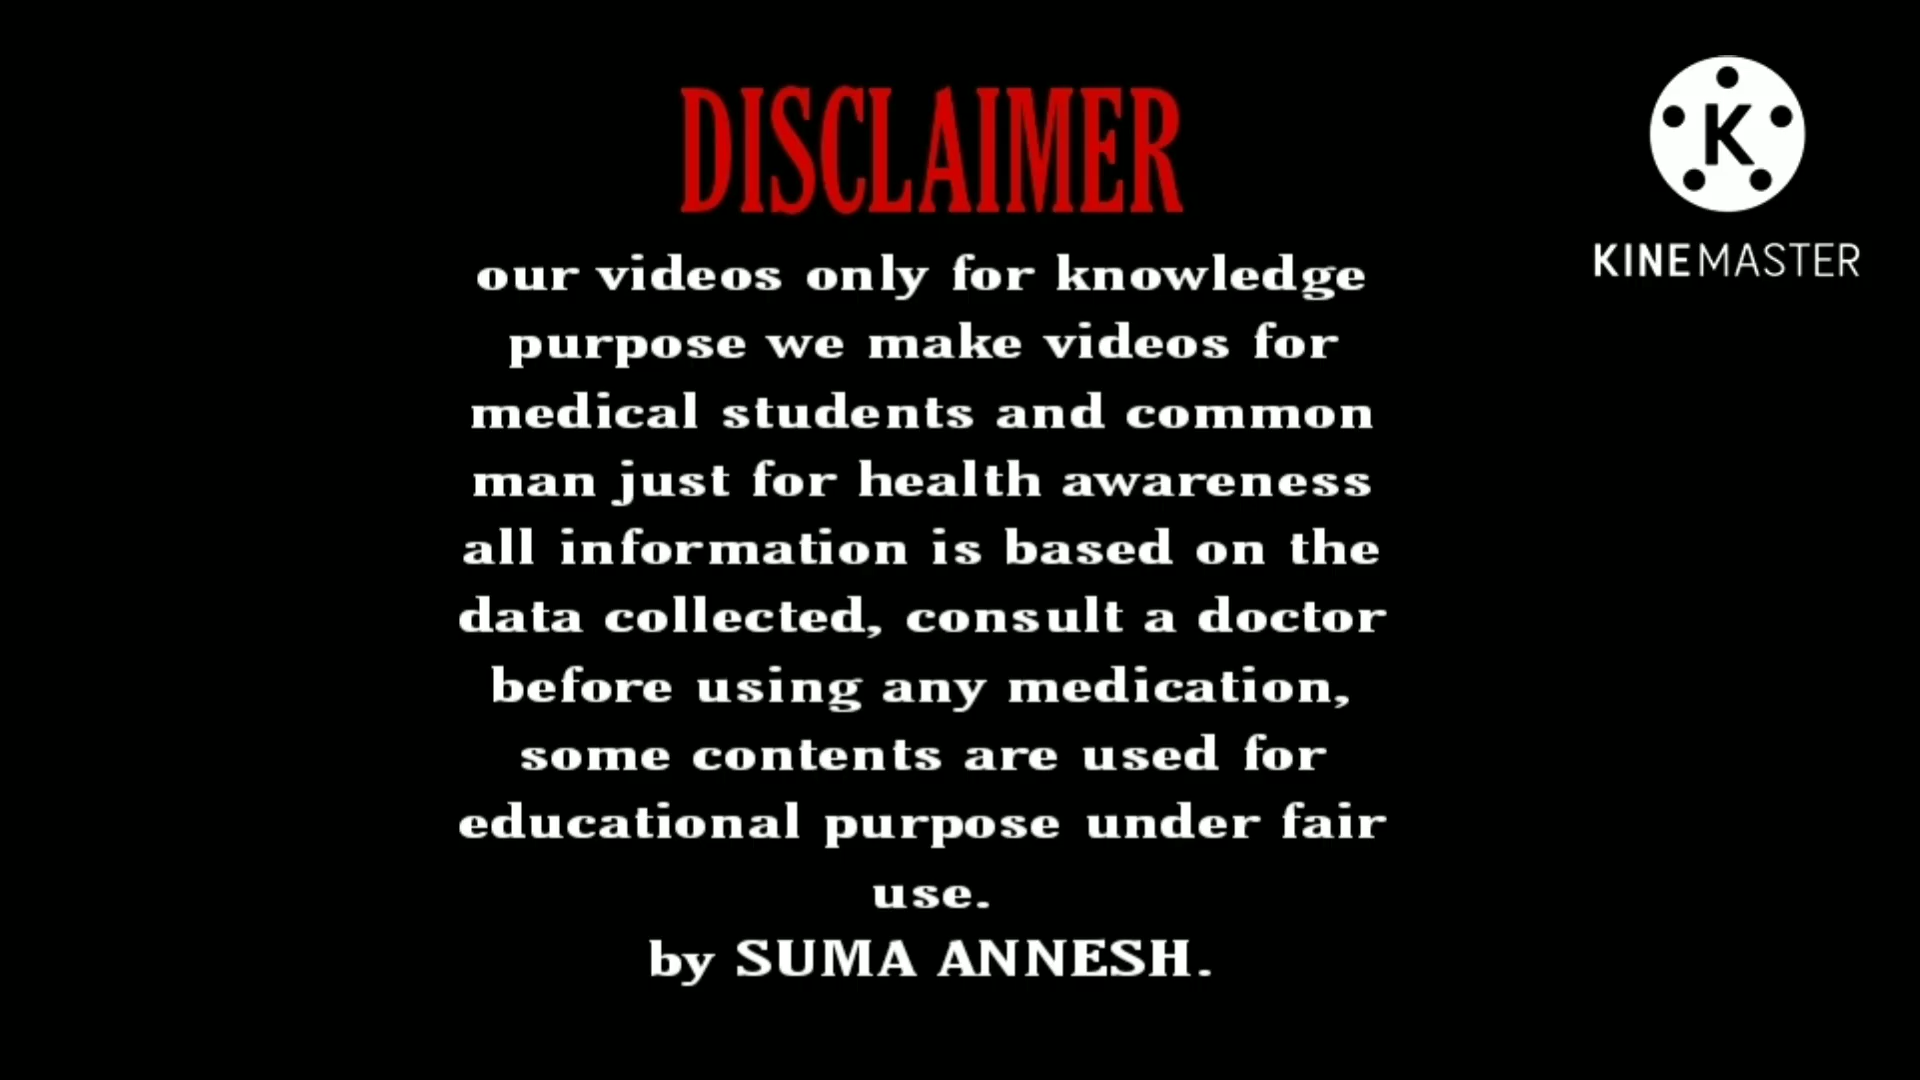 DISCLAIMER
K
KINEMASTER
our videos only for knowledge
purpose we make videos for
medical students and common
man just for health awareness
all information is based on the
data collected, consult a doctor
before using any medication,
some contents are used for
educational purpose under fair
use.
by SUMA ANNESH.